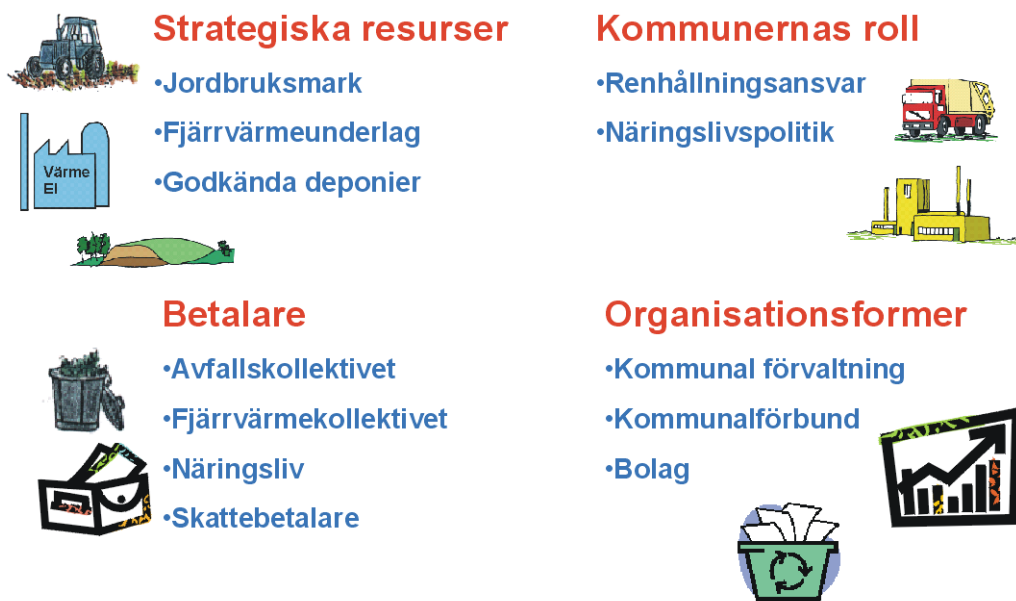 Strategiska resurser
•Jordbruksmark
•Fjärrvärmeunderlag
•Godkända deponier
Värme
El
Kommunernas roll
•Renhållningsansvar
•Näringslivspolitik
Betalare
•Avfallskollektivet
•Fjärrvärmekollektivet
•Näringsliv
•Skattebetalare
Organisationsformer
•Kommunal förvaltning
•Kommunalförbund
•Bolag